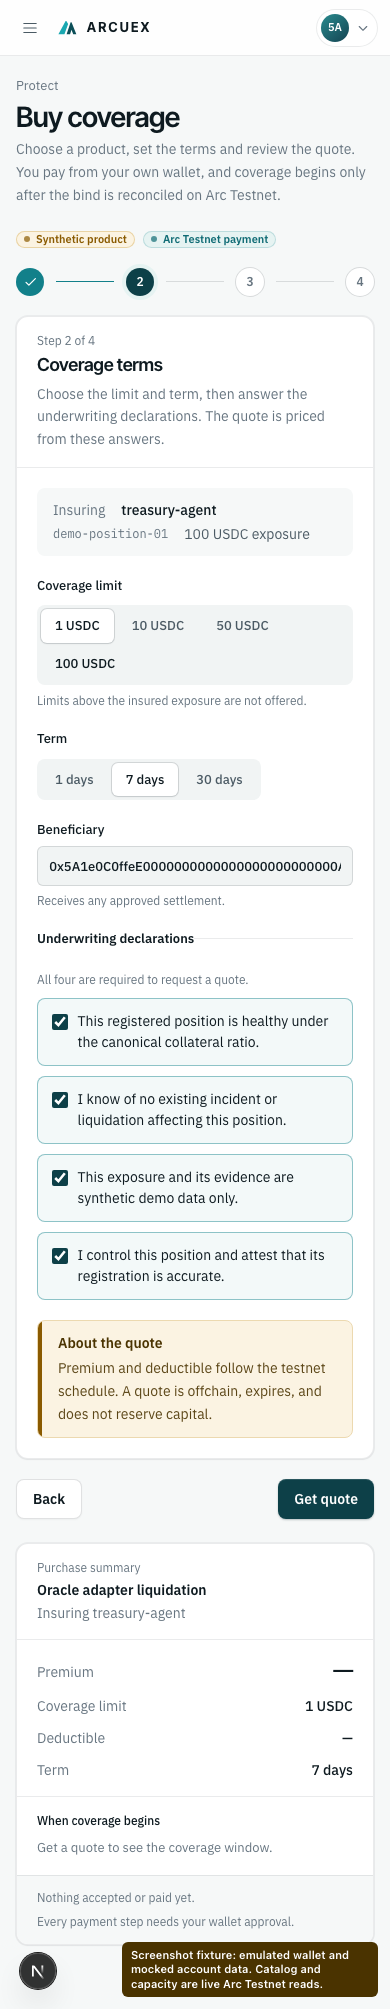 ARCUEX
5A
Protect
Buy coverage
Choose a product, set the terms and review the quote.
You pay from your own wallet, and coverage begins only
after the bind is reconciled on Arc Testnet.
Synthetic product
Arc Testnet payment
2
3
4
Step 2 of 4
Coverage terms
Choose the limit and term, then answer the
underwriting declarations. The quote is priced
from these answers.
Insuring treasury-agent
demo-position-01 100 USDC exposure
Coverage limit
1 USDC 10 USDC 50 USDC
100 USDC
Limits above the insured exposure are not offered.
Term
1 days 7 days 30 days
Beneficiary
Receives any approved settlement.
Underwriting declarations
All four are required to request a quote.
This registered position is healthy under
the canonical collateral ratio.
I know of no existing incident or
liquidation affecting this position.
This exposure and its evidence are
synthetic demo data only.
I control this position and attest that its
registration is accurate.
About the quote
Premium and deductible follow the testnet
schedule. A quote is offchain, expires, and
does not reserve capital.
Back
Get quote
Purchase summary
Oracle adapter liquidation
Insuring treasury-agent
Premium —
Coverage limit 1 USDC
Deductible —
Term 7 days
When coverage begins
Get a quote to see the coverage window.
Nothing accepted or paid yet.
Every payment step needs your wallet approval.
N
Screenshot fixture: emulated wallet and
mocked account data. Catalog and
capacity are live Arc Testnet reads.